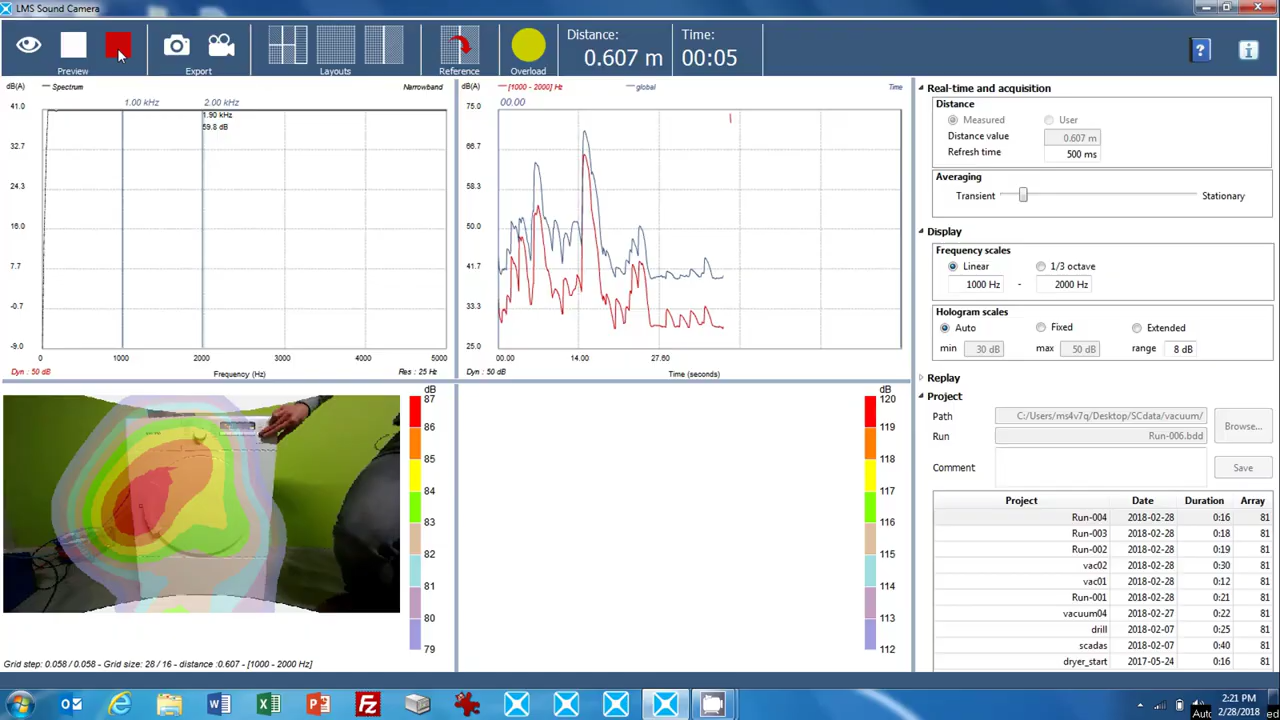 LMS Sound Camera
Preview
Export
Layouts
Reference
Overload
Distance:
0.607 m
Time:
00:05
dB(A)
Spectrum
Narrowband
1.00 kHz
2.00 kHz
1.90 kHz
59.8 dB
41.0
32.7
24.3
16.0
7.7
-0.7
-9.0
0
1000
2000
3000
4000
5000
Dyn : 50 dB
Frequency (Hz)
Res : 25 Hz
dB(A)
[1000 - 2000] Hz
global
Time
00.00
75.0
66.7
58.3
50.0
41.7
33.3
25.0
00.00
14.00
27.80
Dyn : 50 dB
Time (seconds)
dB
87
86
85
84
83
82
81
80
79
Grid step: 0.058 / 0.058 - Grid size: 28 / 16 - distance :0.607 - [1000 - 2000 Hz]
dB
120
119
118
117
116
115
114
113
112
Real-time and acquisition
Distance
Measured User
Distance value 0.607 m
Refresh time 500 ms
Averaging
Transient Stationary
Display
Frequency scales
Linear 1/3 octave
1000 Hz - 2000 Hz
Hologram scales
Auto Fixed Extended
min 30 dB max 50 dB range 8 dB
Replay
Project
Path C:/Users/ms4v7q/Desktop/SCdata/vacuum/ Browse...
Run Run-006.bdd
Comment Save
Project Date Duration Array
Run-004 2018-02-28 0:16 81
Run-003 2018-02-28 0:18 81
Run-002 2018-02-28 0:19 81
vac02 2018-02-28 0:30 81
vac01 2018-02-28 0:12 81
Run-001 2018-02-28 0:21 81
vacuum04 2018-02-27 0:22 81
drill 2018-02-07 0:25 81
scadas 2018-02-07 0:40 81
dryer_start 2017-05-24 0:16 81
2:21 PM
2/28/2018